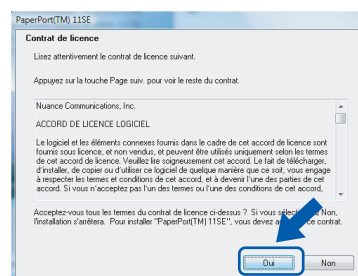 PaperPort(TM) 11SE
Contrat de licence
Lisez attentivement le contrat de licence suivant.
Appuyez sur la touche Page suiv. pour voir le reste du contrat.
Nuance Communications, Inc.
ACCORD DE LICENCE LOGICIEL
Le logiciel et les éléments connexes fournis dans le cadre de cet accord de licence sont
fournis sous licence, et non vendus, et peuvent être utilisés uniquement selon les termes
de cet accord de licence. Veuillez lire soigneusement cet accord. Le fait de télécharger,
d'installer, de copier ou d'utiliser ce logiciel de quelque manière que ce soit, vous engage
à respecter les termes et conditions de cet accord, et à devenir l'une des parties de cet
accord. Si vous n'acceptez pas l'un des termes ou l'une des conditions de cet accord,
Acceptez-vous tous les termes du contrat de licence ci-dessus ? Si vous Non,
l'installation s'arrêtera. Pour installer "PaperPort(TM) 11SE", vous devez contrat.
Oui Non